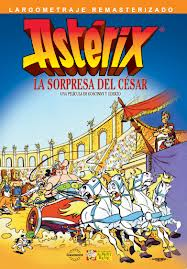 LARGOMETRAJE REMASTERIZADO
Astérix
LA SORPRESA DEL CÉSAR
UNA PELÍCULA DE GOSCINNY Y UDERZO